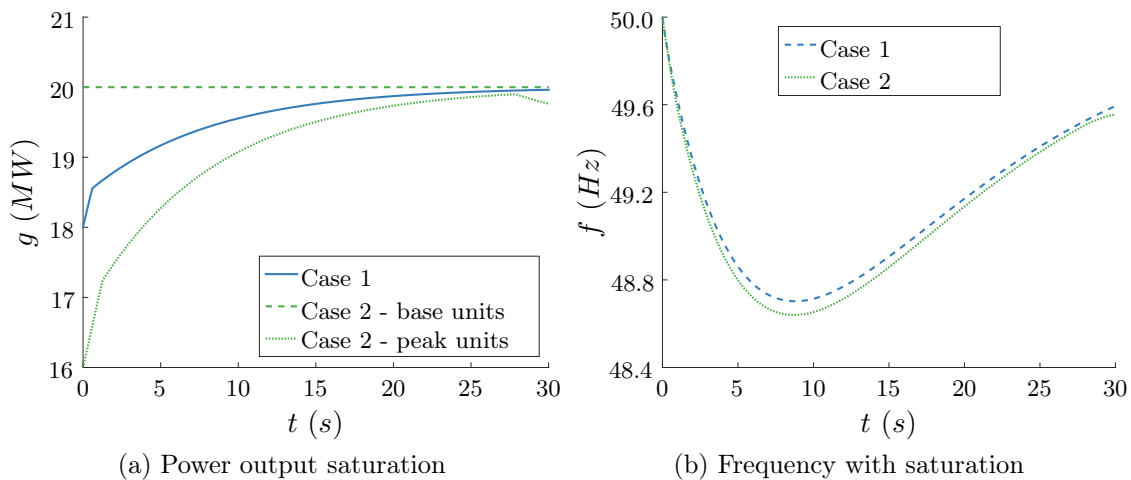 21
20
19
18
17
16
g (MW)
0
5
10
15
20
25
30
t (s)
Case 1
Case 2 - base units
Case 2 - peak units
(a) Power output saturation
50.0
49.6
49.2
48.8
48.4
f (Hz)
0
5
10
15
20
25
30
t (s)
Case 1
Case 2
(b) Frequency with saturation